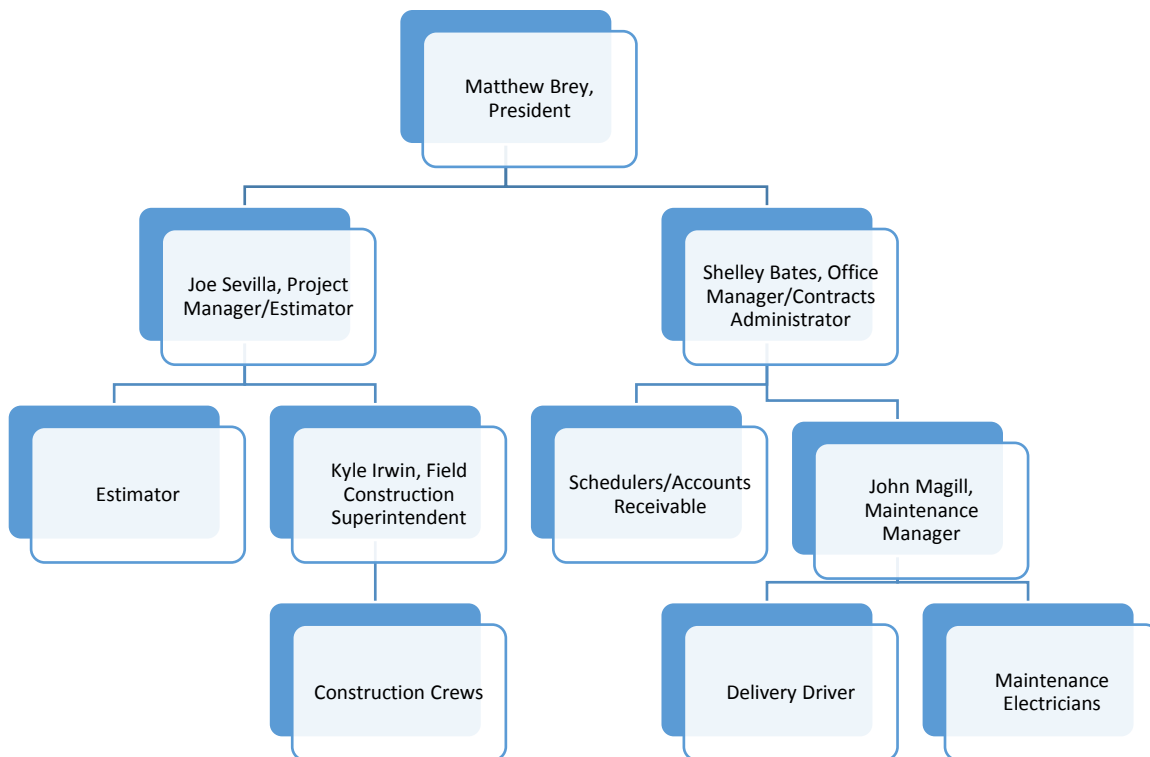 Matthew Brey,
President
Joe Sevilla, Project
Manager/Estimator
Shelley Bates, Office
Manager/Contracts
Administrator
Estimator
Kyle Irwin, Field
Construction
Superintendent
Schedulers/Accounts
Receivable
John Magill,
Maintenance
Manager
Construction Crews
Delivery Driver
Maintenance
Electricians